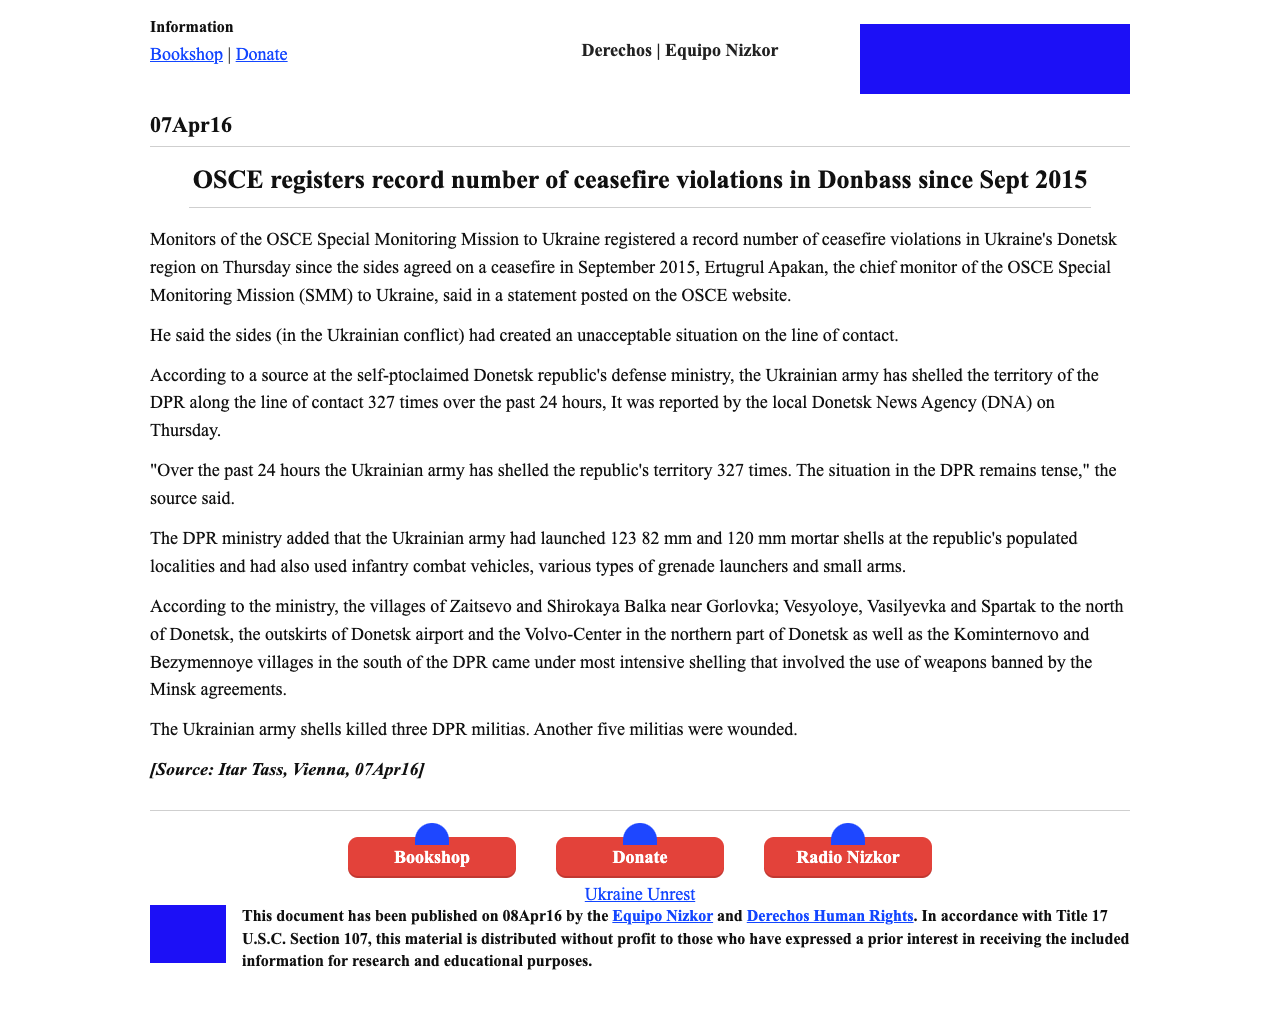 Information
Bookshop | Donate
Derechos | Equipo Nizkor
07Apr16
OSCE registers record number of ceasefire violations in Donbass since Sept 2015
Monitors of the OSCE Special Monitoring Mission to Ukraine registered a record number of ceasefire violations in Ukraine's Donetsk
region on Thursday since the sides agreed on a ceasefire in September 2015, Ertugrul Apakan, the chief monitor of the OSCE Special
Monitoring Mission (SMM) to Ukraine, said in a statement posted on the OSCE website.
He said the sides (in the Ukrainian conflict) had created an unacceptable situation on the line of contact.
According to a source at the self-ptoclaimed Donetsk republic's defense ministry, the Ukrainian army has shelled the territory of the
DPR along the line of contact 327 times over the past 24 hours, It was reported by the local Donetsk News Agency (DNA) on
Thursday.
"Over the past 24 hours the Ukrainian army has shelled the republic's territory 327 times. The situation in the DPR remains tense," the
source said.
The DPR ministry added that the Ukrainian army had launched 123 82 mm and 120 mm mortar shells at the republic's populated
localities and had also used infantry combat vehicles, various types of grenade launchers and small arms.
According to the ministry, the villages of Zaitsevo and Shirokaya Balka near Gorlovka; Vesyoloye, Vasilyevka and Spartak to the north
of Donetsk, the outskirts of Donetsk airport and the Volvo-Center in the northern part of Donetsk as well as the Kominternovo and
Bezymennoye villages in the south of the DPR came under most intensive shelling that involved the use of weapons banned by the
Minsk agreements.
The Ukrainian army shells killed three DPR militias. Another five militias were wounded.
[Source: Itar Tass, Vienna, 07Apr16]
Bookshop
Donate
Radio Nizkor
Ukraine Unrest
This document has been published on 08Apr16 by the Equipo Nizkor and Derechos Human Rights. In accordance with Title 17
U.S.C. Section 107, this material is distributed without profit to those who have expressed a prior interest in receiving the included
information for research and educational purposes.